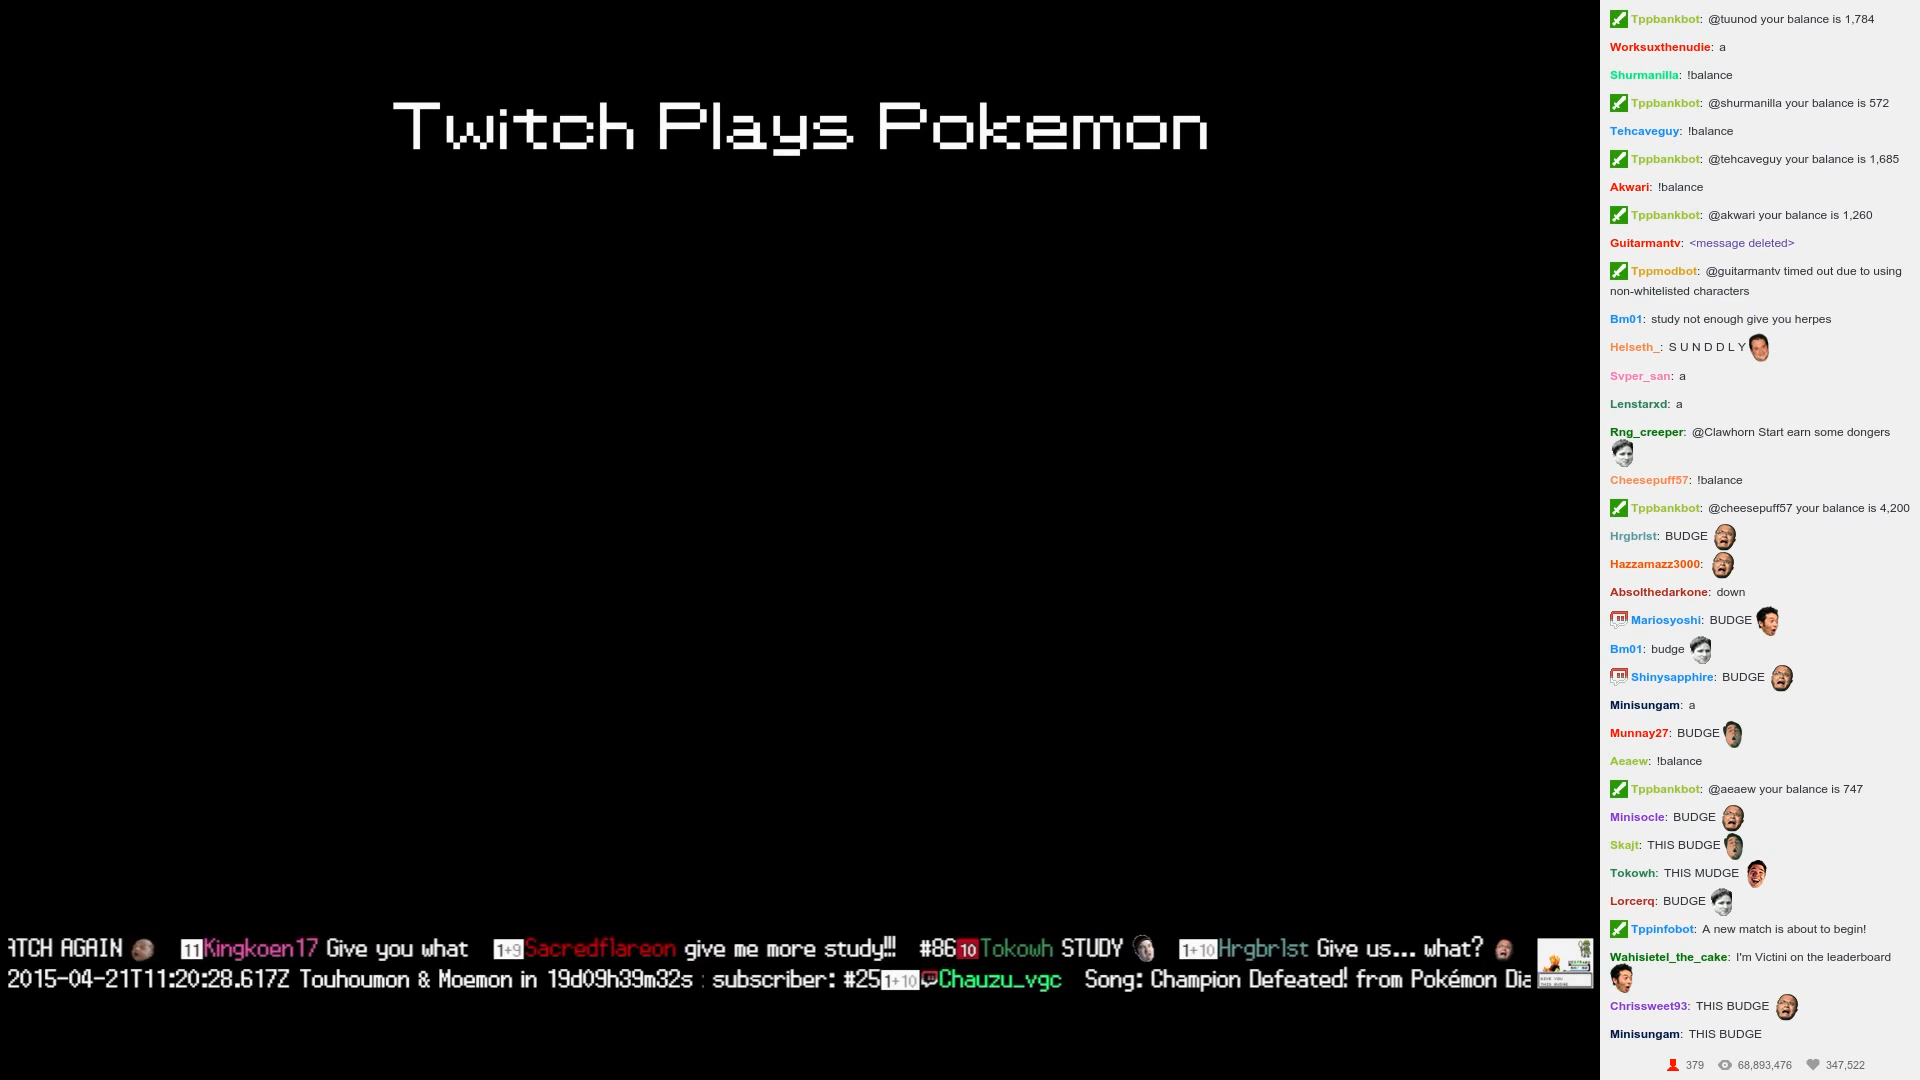 Twitch Plays Pokemon
ATCH AGAIN 11 Kingkoen17 Give you what 1+9 Sacredflareon give me more study!!! #86 10 Tokowh STUDY 1+10 Hrgbrlst Give us... what?
2015-04-21T11:20:28.617Z Touhoumon & Moemon in 19d09h39m32s : subscriber: #25 1+10 Chauzu_vgc Song: Champion Defeated! from Pokémon Dia
Tppbankbot: @tuunod your balance is 1,784
Worksuxthenudie: a
Shurmanilla: !balance
Tppbankbot: @shurmanilla your balance is 572
Tehcaveguy: !balance
Tppbankbot: @tehcaveguy your balance is 1,685
Akwari: !balance
Tppbankbot: @akwari your balance is 1,260
Guitarmantv: <message deleted>
Tppmodbot: @guitarmantv timed out due to using
non-whitelisted characters
Bm01: study not enough give you herpes
Helseth_: S U N D D L Y
Svper_san: a
Lenstarxd: a
Rng_creeper: @Clawhorn Start earn some dongers
Cheesepuff57: !balance
Tppbankbot: @cheesepuff57 your balance is 4,200
Hrgbrlst: BUDGE
Hazzamazz3000:
Absolthedarkone: down
Mariosyoshi: BUDGE
Bm01: budge
Shinysapphire: BUDGE
Minisungam: a
Munnay27: BUDGE
Aeaew: !balance
Tppbankbot: @aeaew your balance is 747
Minisocle: BUDGE
Skajt: THIS BUDGE
Tokowh: THIS MUDGE
Lorcerq: BUDGE
Tppinfobot: A new match is about to begin!
Wahisietel_the_cake: I'm Victini on the leaderboard
Chrissweet93: THIS BUDGE
Minisungam: THIS BUDGE
379 68,893,476 347,522